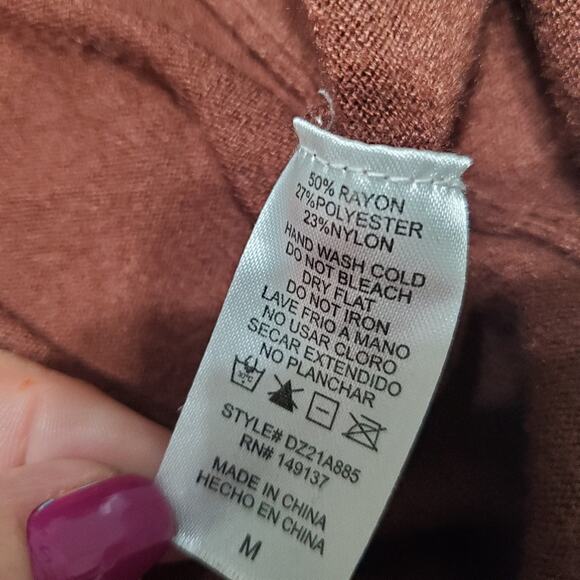 50% RAYON
27%POLYESTER
23%NYLON
HAND WASH COLD
DO NOT BLEACH
DRY FLAT
DO NOT IRON
LAVE FRIO A MANO
NO USAR CLORO
SECAR EXTENDIDO
NO PLANCHAR
30°C
STYLE# DZ21A885
RN# 149137
MADE IN CHINA
HECHO EN CHINA
M